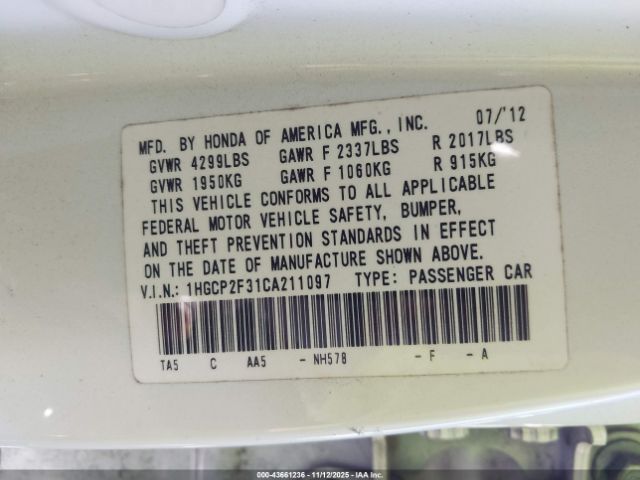 MFD. BY HONDA OF AMERICA MFG., INC. 07/'12
GVWR 4299LBS GAWR F 2337LBS R 2017LBS
GVWR 1950KG GAWR F 1060KG R 915KG
THIS VEHICLE CONFORMS TO ALL APPLICABLE
FEDERAL MOTOR VEHICLE SAFETY, BUMPER,
AND THEFT PREVENTION STANDARDS IN EFFECT
ON THE DATE OF MANUFACTURE SHOWN ABOVE.
V.I.N.: 1HGCP2F31CA211097 TYPE: PASSENGER CAR
TA5 C AA5 - NH578 - F - A
000-43661236 - 11/12/2025 - IAAI.com